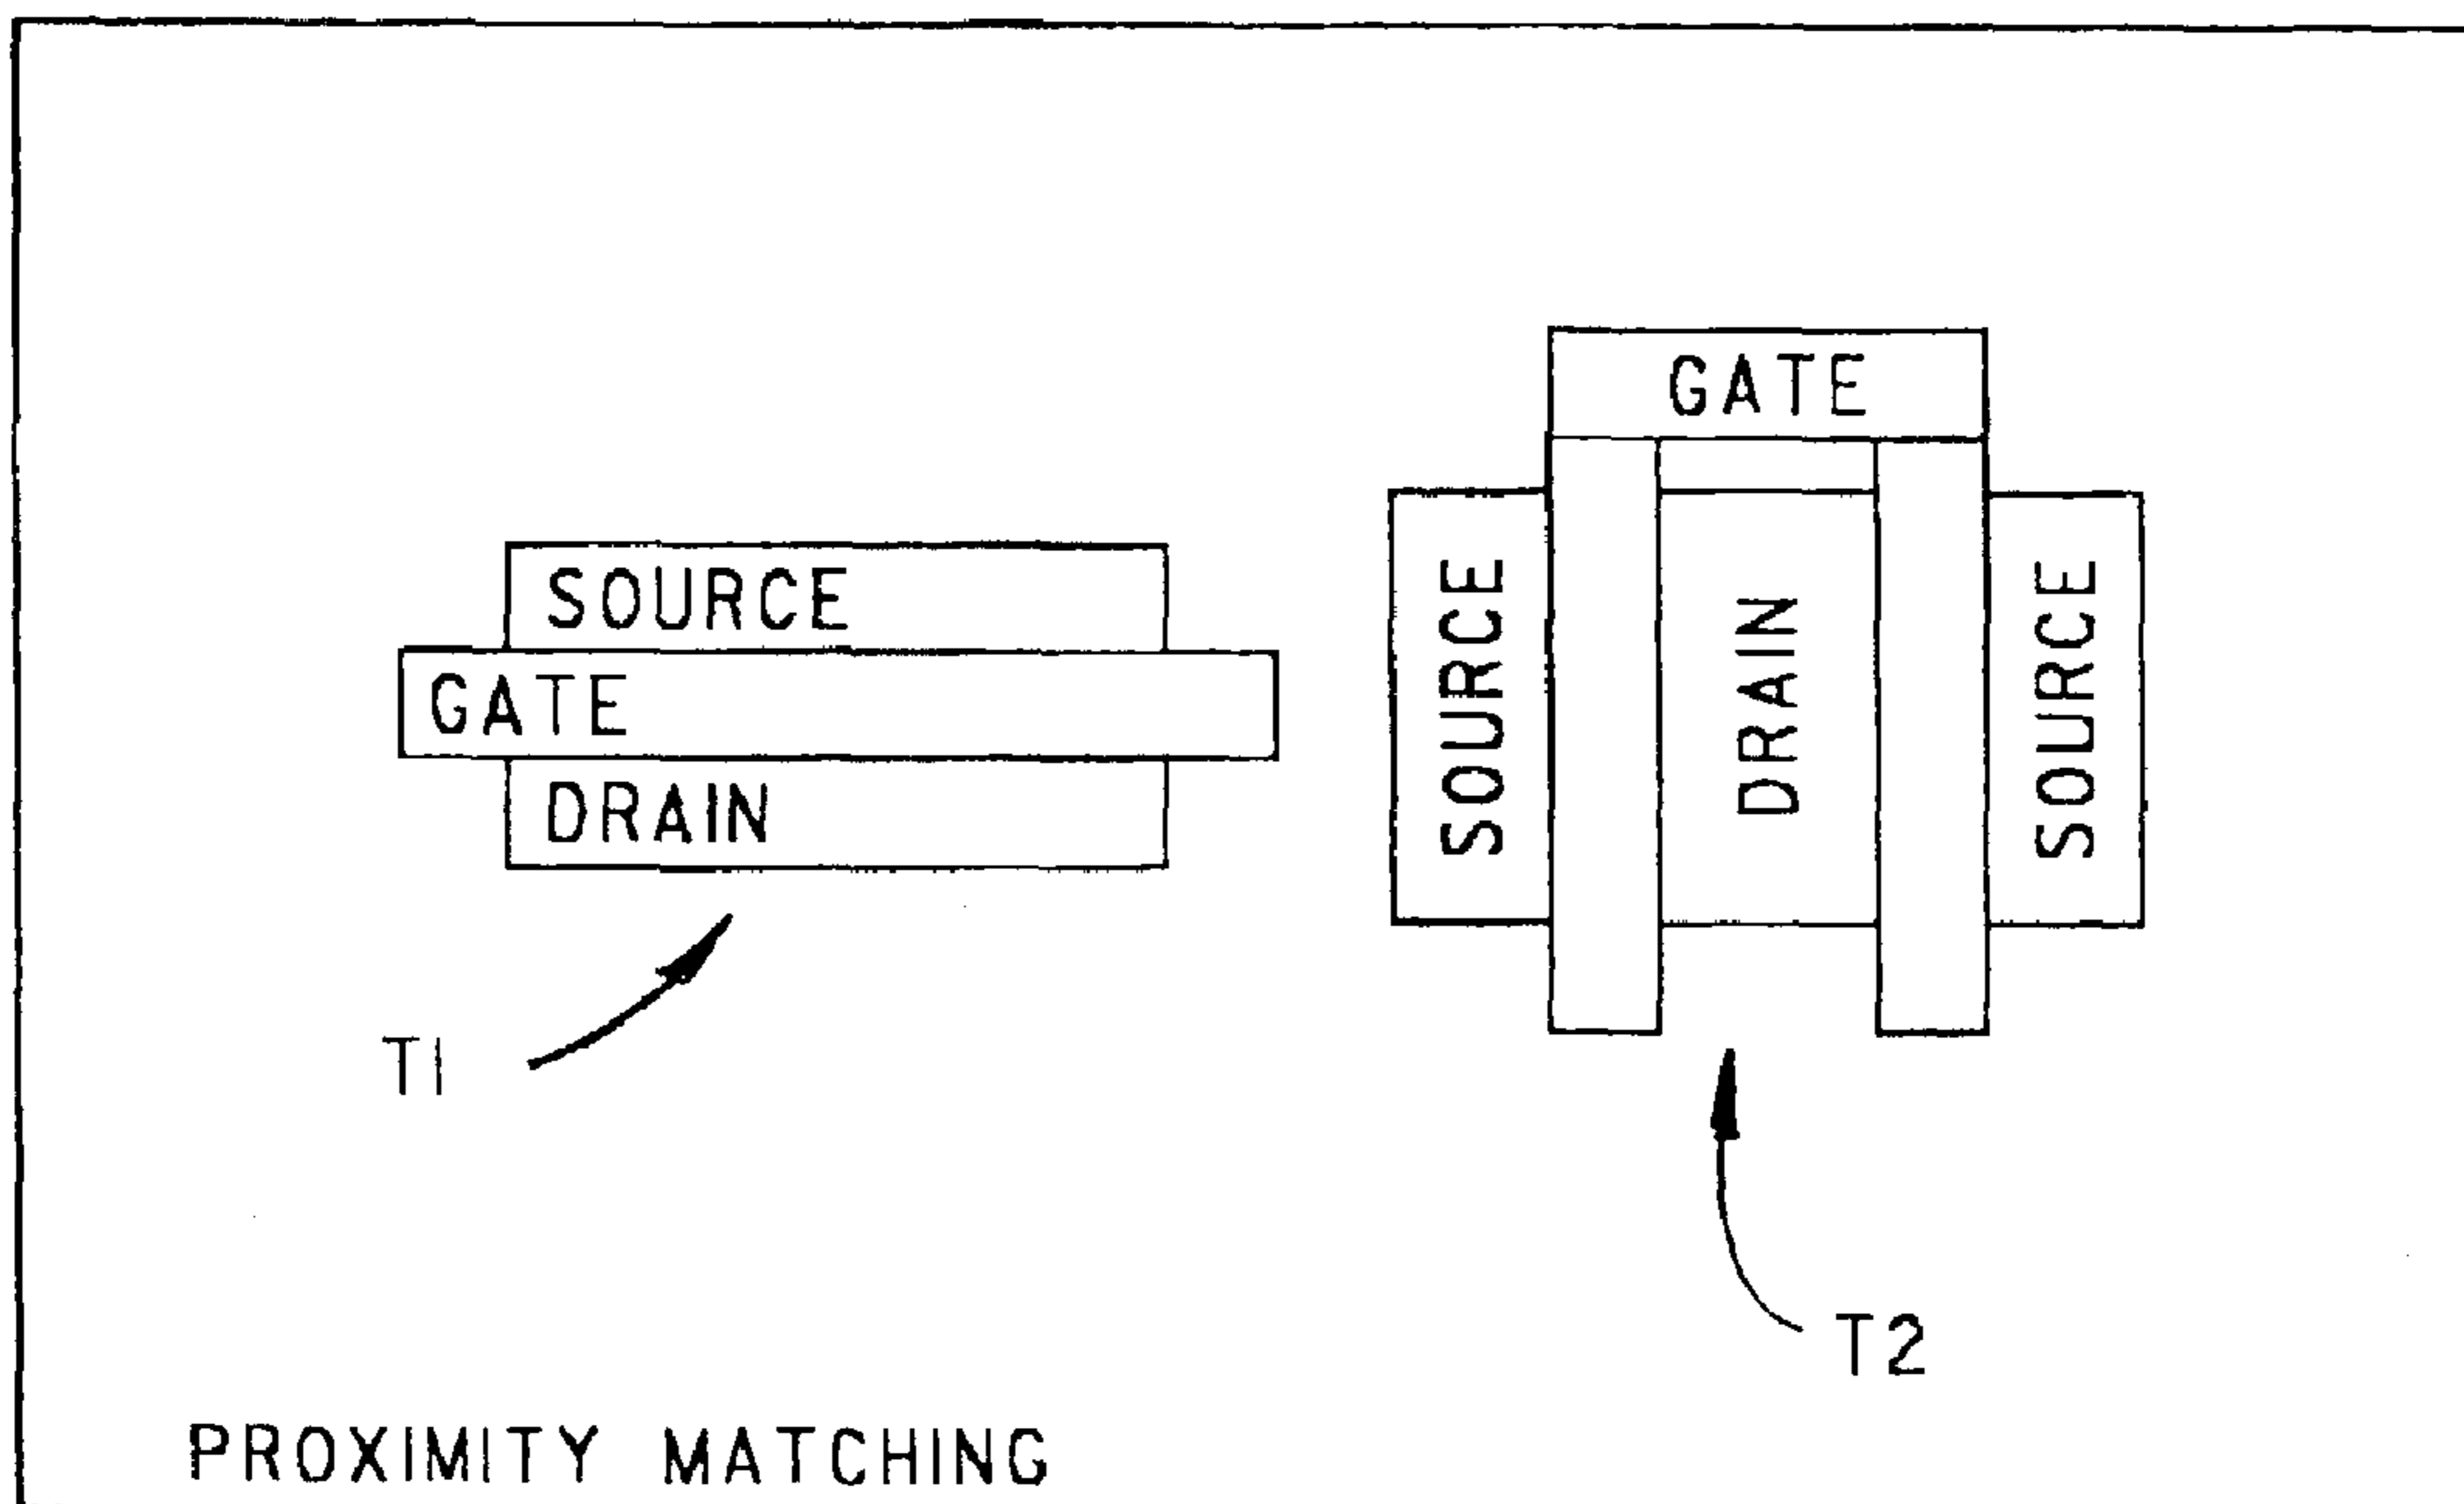 SOURCE
GATE
DRAIN
T1
GATE
SOURCE
DRAIN
SOURCE
T2
PROXIMITY MATCHING